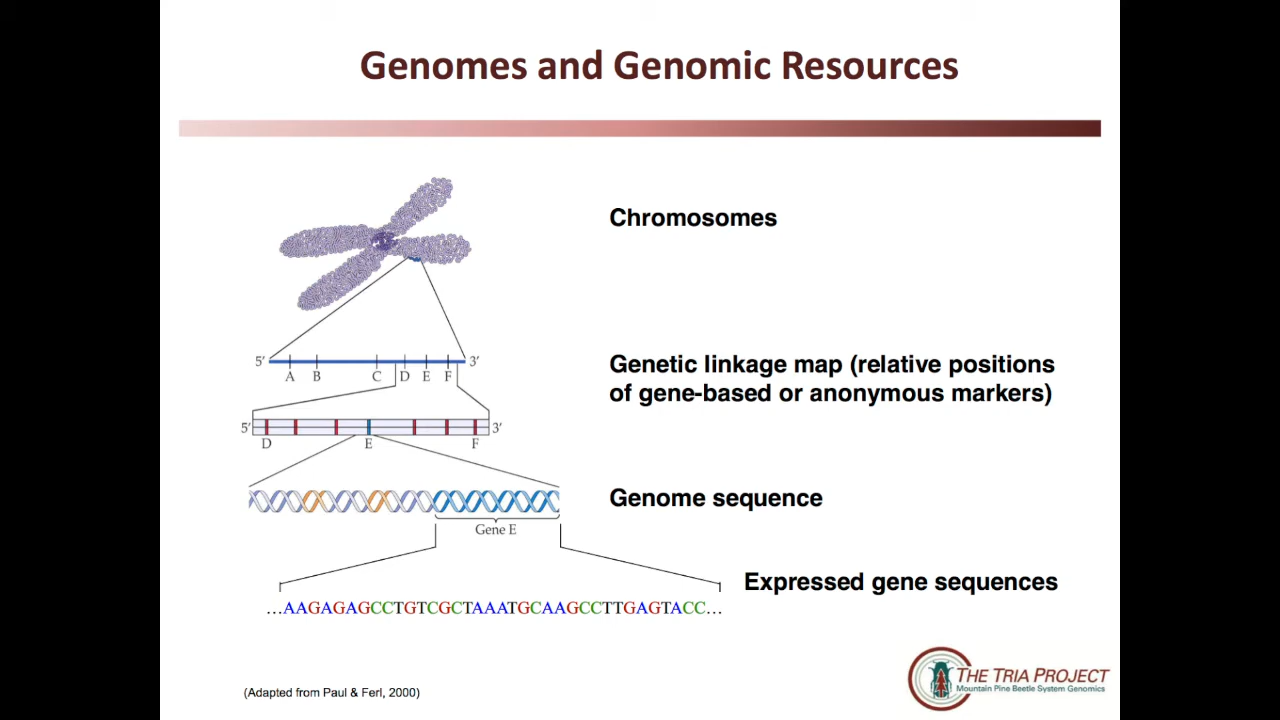 Genomes and Genomic Resources
Chromosomes
5' 3'
A B C D E F
Genetic linkage map (relative positions
of gene-based or anonymous markers)
5' 3'
D E F
Genome sequence
Gene E
Expressed gene sequences
...AAGAGAGCCTGTCGCTAAATGCAAGCCTTGAGTACC...
(Adapted from Paul & Ferl, 2000)
THE TRIA PROJECT
Mountain Pine Beetle System Genomics